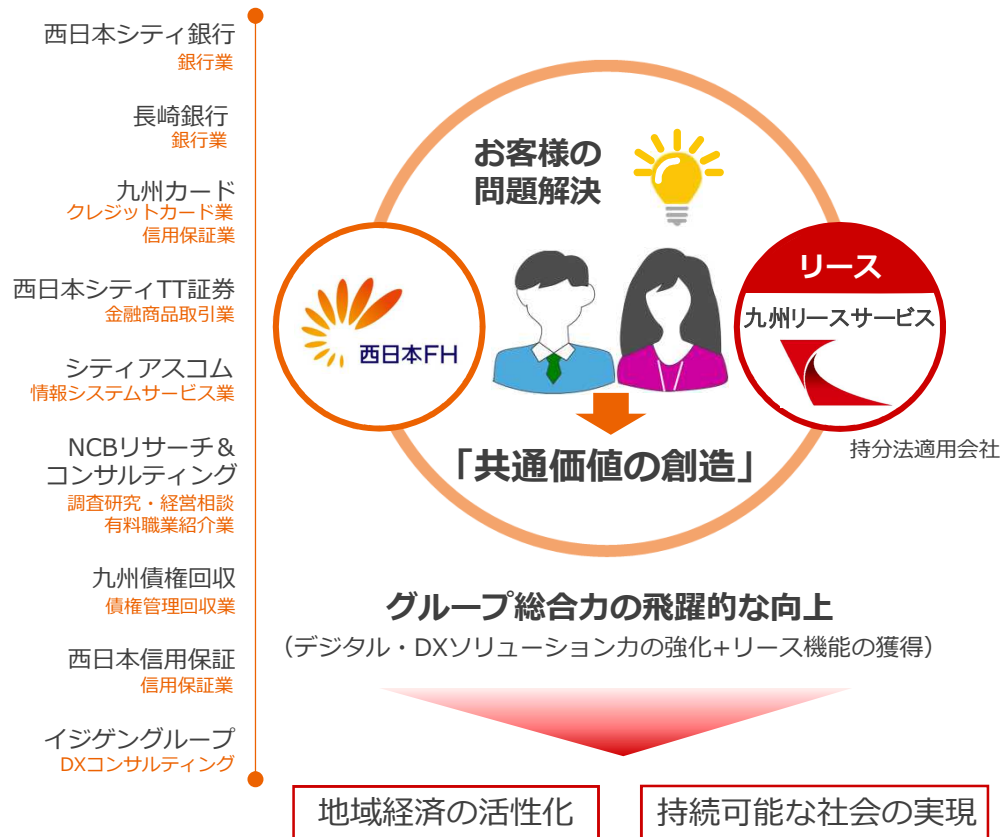 西日本シティ銀行
銀行業
長崎銀行
銀行業
九州カード
クレジットカード業
信用保証業
西日本シティTT証券
金融商品取引業
シティアスコム
情報システムサービス業
NCBリサーチ＆
コンサルティング
調査研究・経営相談
有料職業紹介業
九州債権回収
債権管理回収業
西日本信用保証
信用保証業
イジゲングループ
DXコンサルティング
お客様の
問題解決
西日本FH
リース
九州リースサービス
持分法適用会社
「共通価値の創造」
グループ総合力の飛躍的な向上
（デジタル・DXソリューション力の強化+リース機能の獲得）
地域経済の活性化
持続可能な社会の実現